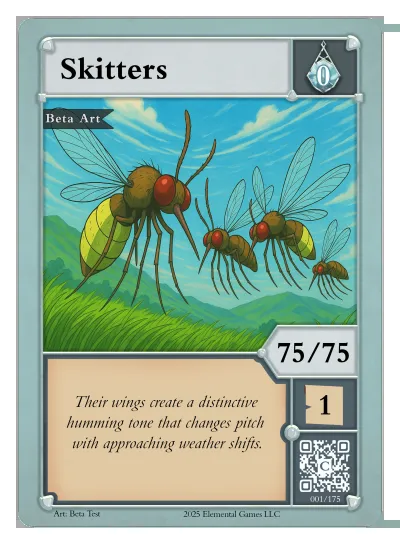 Skitters
0
Beta Art
75/75
Their wings create a distinctive
humming tone that changes pitch
with approaching weather shifts.
1
C
001/175
Art: Beta Test
2025 Elemental Games LLC